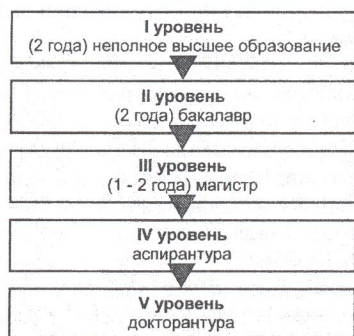 I уровень
(2 года) неполное высшее образование
II уровень
(2 года) бакалавр
III уровень
(1 - 2 года) магистр
IV уровень
аспирантура
V уровень
докторантура